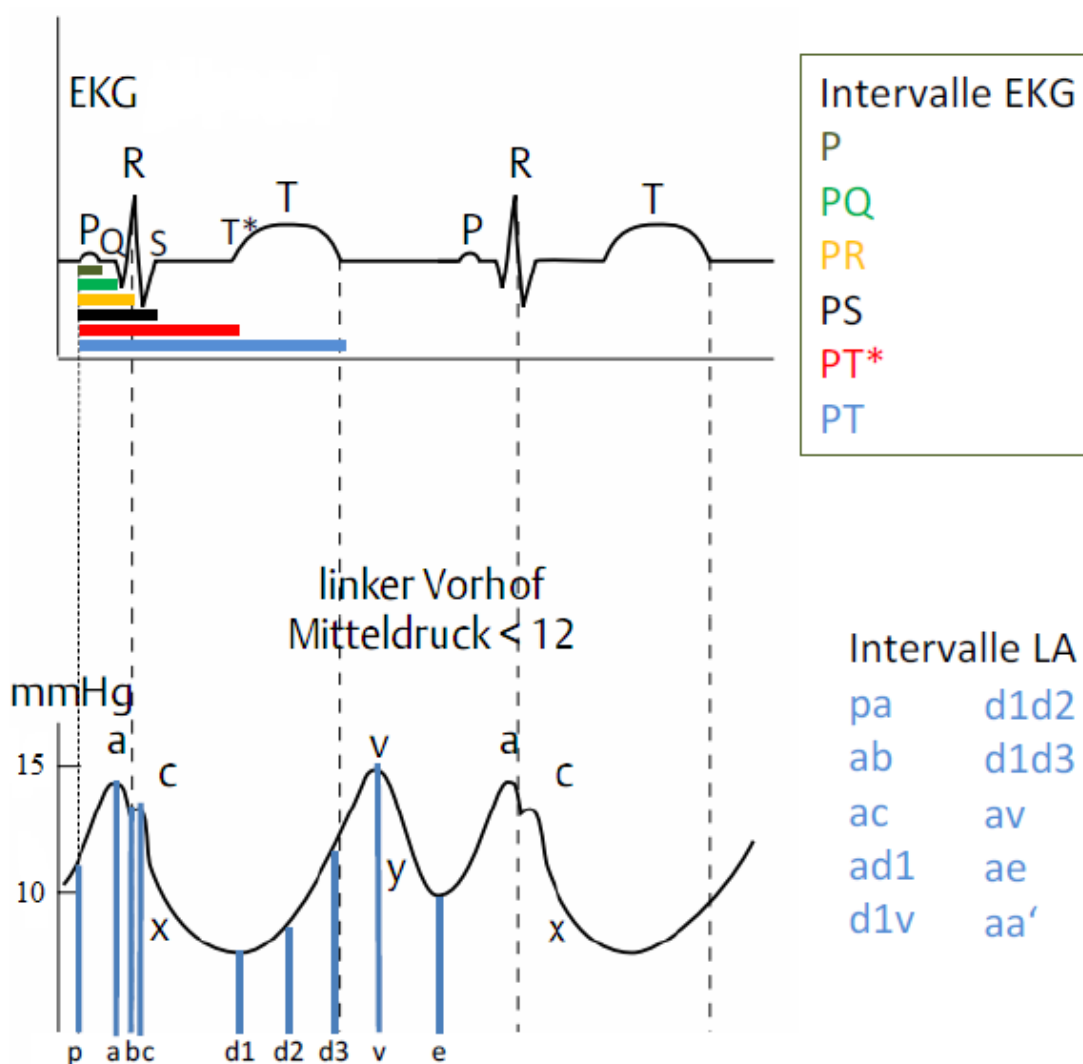 EKG
R
R
T
T
T*
P
Q
S
P
Intervalle EKG
P
PQ
PR
PS
PT*
PT
linker Vorhof
Mitteldruck < 12
mmHg
15
10
a
c
x
v
y
a
c
x
p
a
b
c
d1
d2
d3
v
e
Intervalle LA
pa d1d2
ab d1d3
ac av
ad1 ae
d1v aa‘